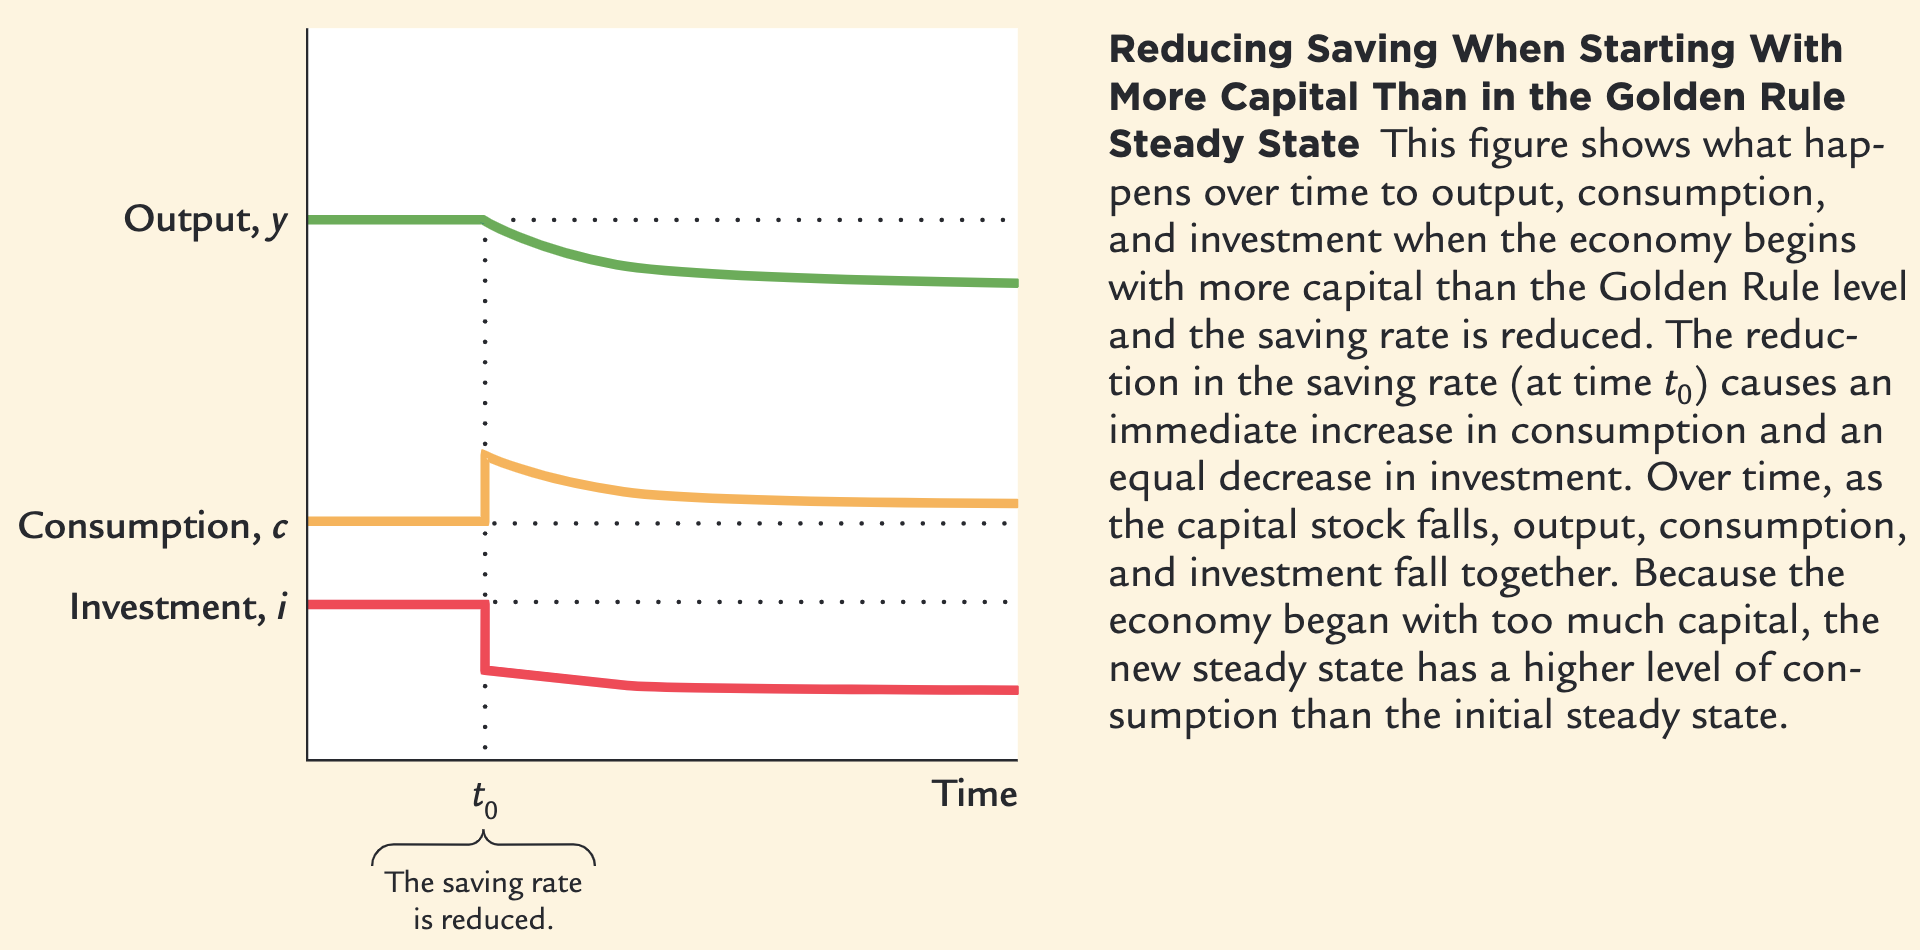 Output, y
Consumption, c
Investment, i
t0
Time
The saving rate
is reduced.
Reducing Saving When Starting With
More Capital Than in the Golden Rule
Steady State This figure shows what hap-
pens over time to output, consumption,
and investment when the economy begins
with more capital than the Golden Rule level
and the saving rate is reduced. The reduc-
tion in the saving rate (at time t0) causes an
immediate increase in consumption and an
equal decrease in investment. Over time, as
the capital stock falls, output, consumption,
and investment fall together. Because the
economy began with too much capital, the
new steady state has a higher level of con-
sumption than the initial steady state.